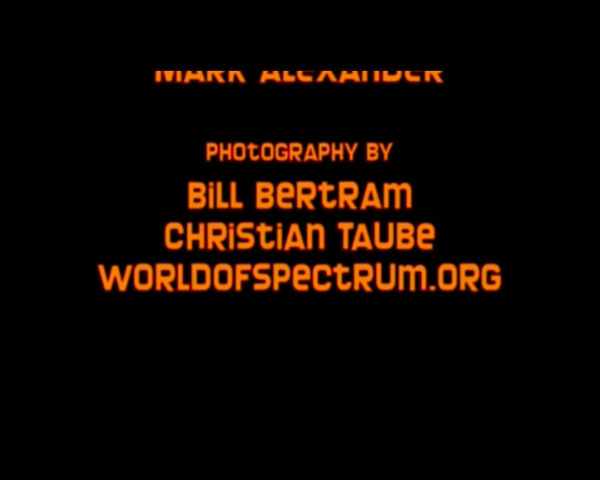 MARK ALEXANDER
PHOTOGRAPHY BY
BILL BERTRAM
CHRISTIAN TAUBE
WORLDOFSPECTRUM.ORG